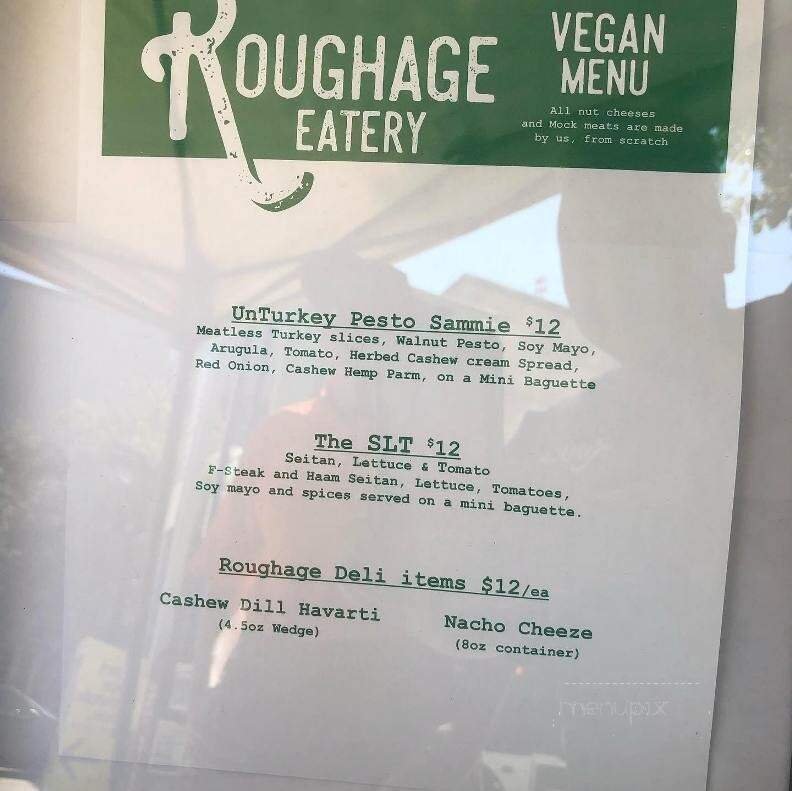 ROUGHAGE
EATERY
VEGAN
MENU
All nut cheeses
and Mock meats are made
by us, from scratch
UnTurkey Pesto Sammie $12
Meatless Turkey slices, Walnut Pesto, Soy Mayo,
Arugula, Tomato, Herbed Cashew cream Spread,
Red Onion, Cashew Hemp Parm, on a Mini Baguette
The SLT $12
Seitan, Lettuce & Tomato
F-Steak and Haam Seitan, Lettuce, Tomatoes,
Soy mayo and spices served on a mini baguette.
Roughage Deli items $12/ea
Cashew Dill Havarti
(4.5oz Wedge)
Nacho Cheeze
(8oz container)
menupix